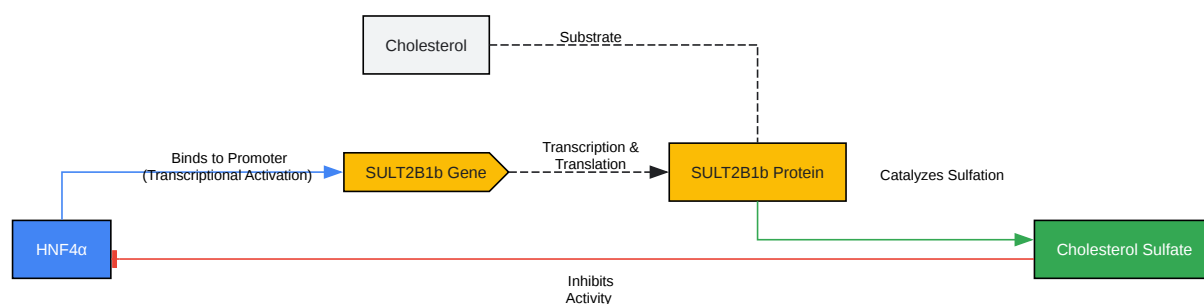 Cholesterol
Substrate
Binds to Promoter
(Transcriptional Activation)
SULT2B1b Gene
Transcription &
Translation
SULT2B1b Protein
Catalyzes Sulfation
HNF4α
Cholesterol Sulfate
Inhibits
Activity